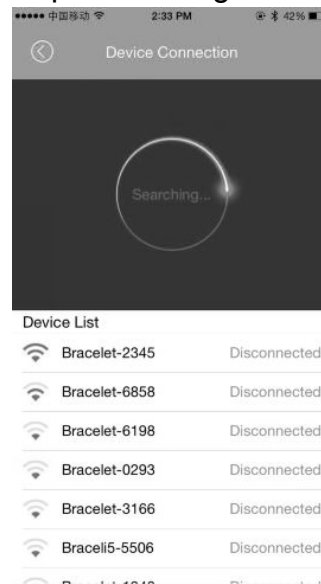 中国移动 2:33 PM 42%
Device Connection
Searching...
Device List
Bracelet-2345 Disconnected
Bracelet-6858 Disconnected
Bracelet-6198 Disconnected
Bracelet-0293 Disconnected
Bracelet-3166 Disconnected
Braceli5-5506 Disconnected